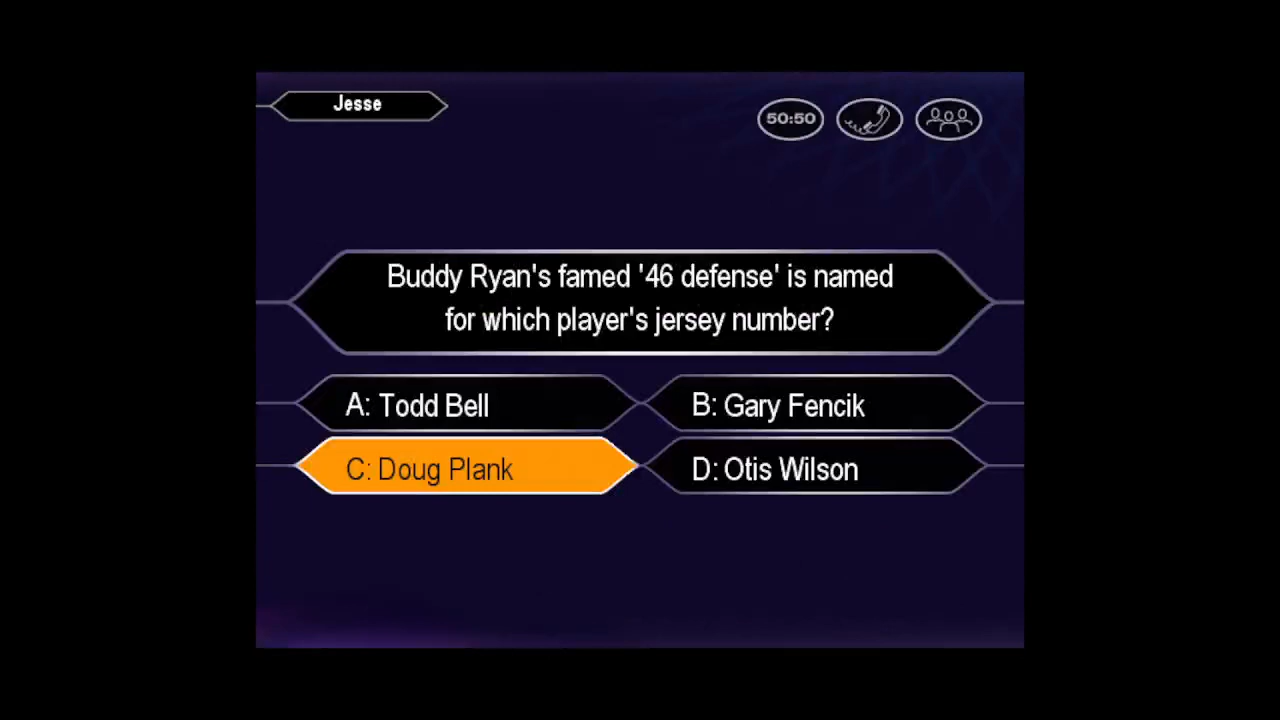 Jesse
50:50
Buddy Ryan's famed '46 defense' is named
for which player's jersey number?
A: Todd Bell
B: Gary Fencik
C: Doug Plank
D: Otis Wilson